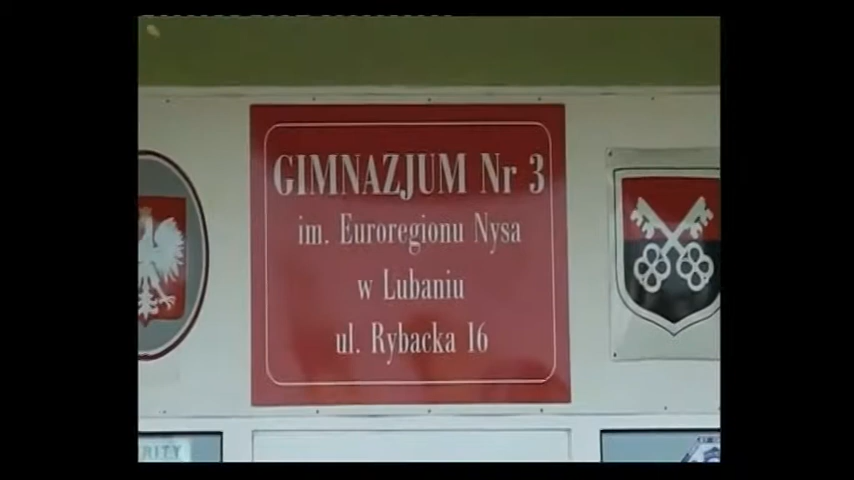 GIMNAZJUM Nr 3
im. Euroregionu Nysa
w Lubaniu
ul. Rybacka 16